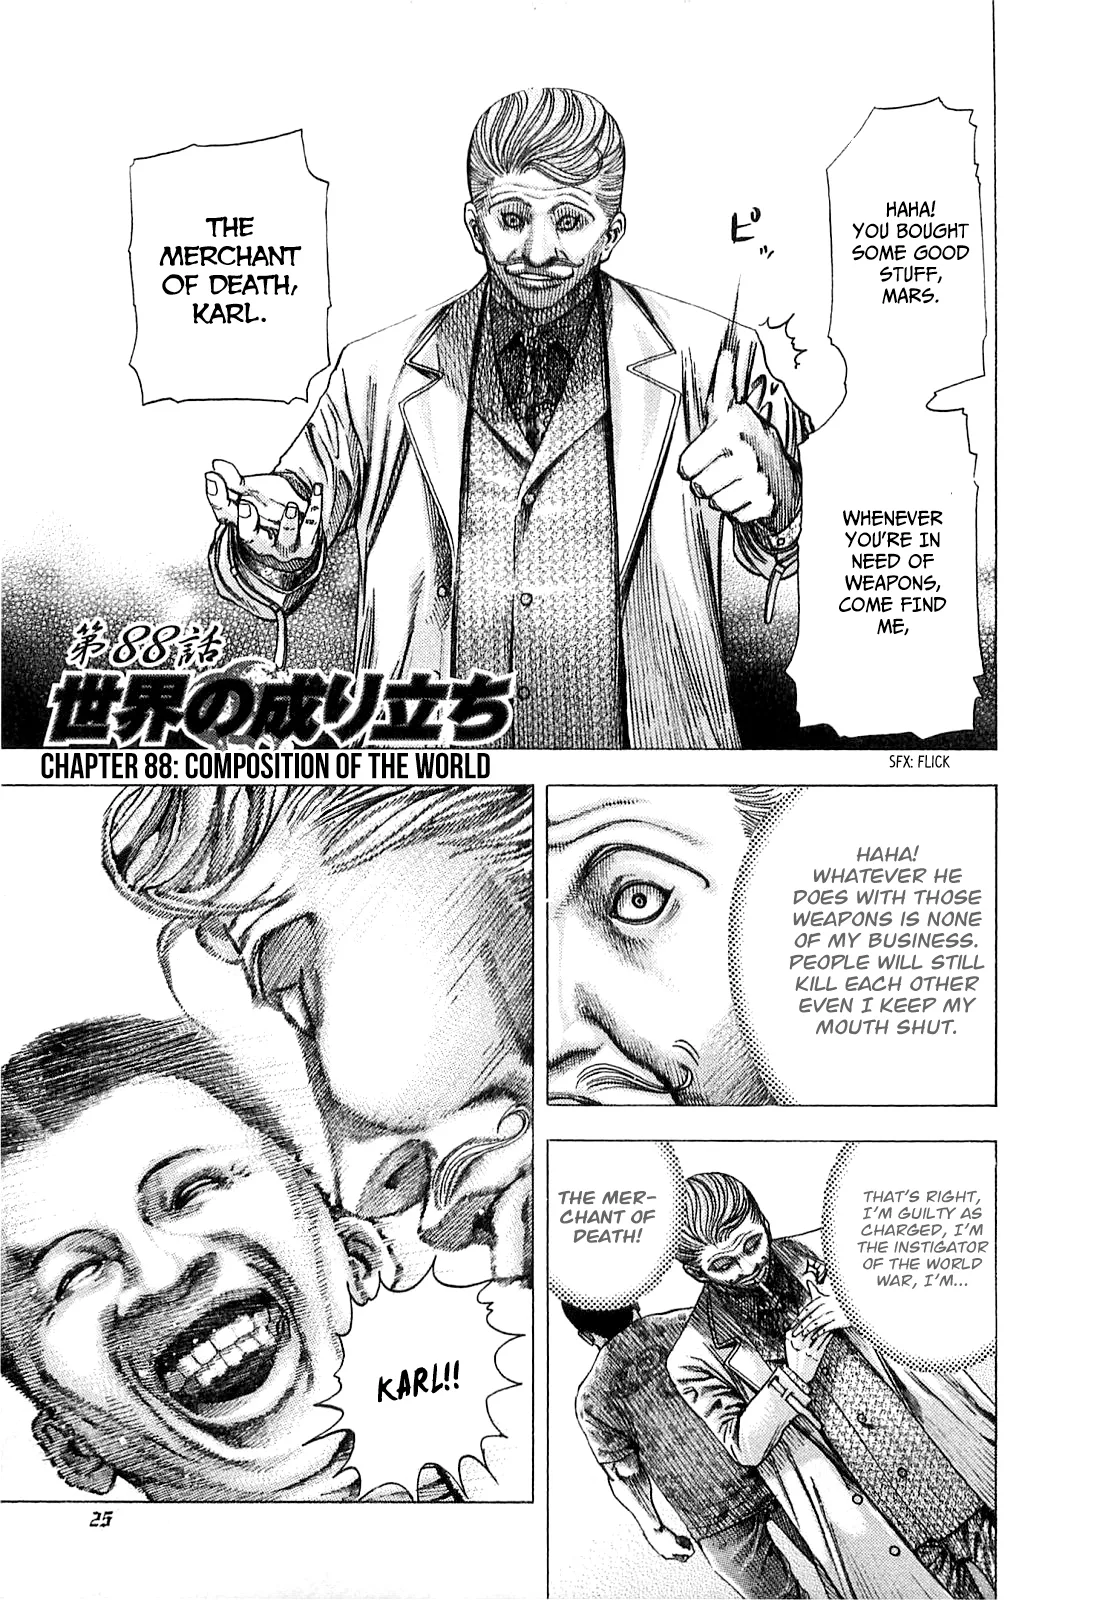 HAHA!
YOU BOUGHT
SOME GOOD
STUFF,
MARS.
ピッ
WHENEVER
YOU'RE IN
NEED OF
WEAPONS,
COME FIND
ME,
THE
MERCHANT
OF DEATH,
KARL.
第88話
世界の成り立ち
CHAPTER 88: COMPOSITION OF THE WORLD
SFX: FLICK
HAHA!
WHATEVER HE
DOES WITH THOSE
WEAPONS IS NONE
OF MY BUSINESS.
PEOPLE WILL STILL
KILL EACH OTHER
EVEN I KEEP MY
MOUTH SHUT.
THAT'S RIGHT,
I'M GUILTY AS
CHARGED, I'M
THE INSTIGATOR
OF THE WORLD
WAR, I'M...
THE MER-
CHANT OF
DEATH!
KARL!!
25